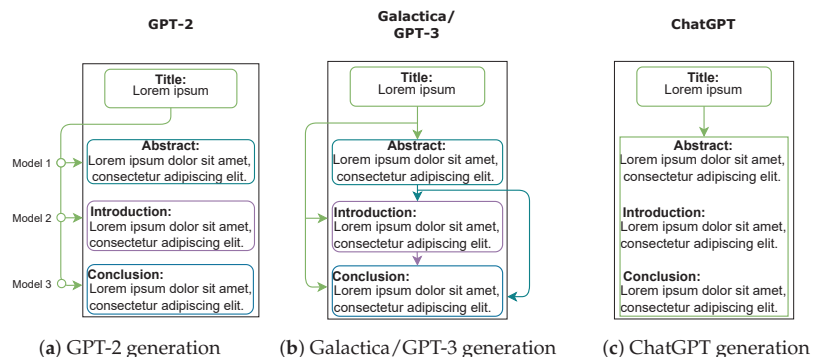 GPT-2
Title:
Lorem ipsum
Model 1
Abstract:
Lorem ipsum dolor sit amet,
consectetur adipiscing elit.
Model 2
Introduction:
Lorem ipsum dolor sit amet,
consectetur adipiscing elit.
Model 3
Conclusion:
Lorem ipsum dolor sit amet,
consectetur adipiscing elit.
(a) GPT-2 generation
Galactica/
GPT-3
Title:
Lorem ipsum
Abstract:
Lorem ipsum dolor sit amet,
consectetur adipiscing elit.
Introduction:
Lorem ipsum dolor sit amet,
consectetur adipiscing elit.
Conclusion:
Lorem ipsum dolor sit amet,
consectetur adipiscing elit.
(b) Galactica/GPT-3 generation
ChatGPT
Title:
Lorem ipsum
Abstract:
Lorem ipsum dolor sit amet,
consectetur adipiscing elit.
Introduction:
Lorem ipsum dolor sit amet,
consectetur adipiscing elit.
Conclusion:
Lorem ipsum dolor sit amet,
consectetur adipiscing elit.
(c) ChatGPT generation